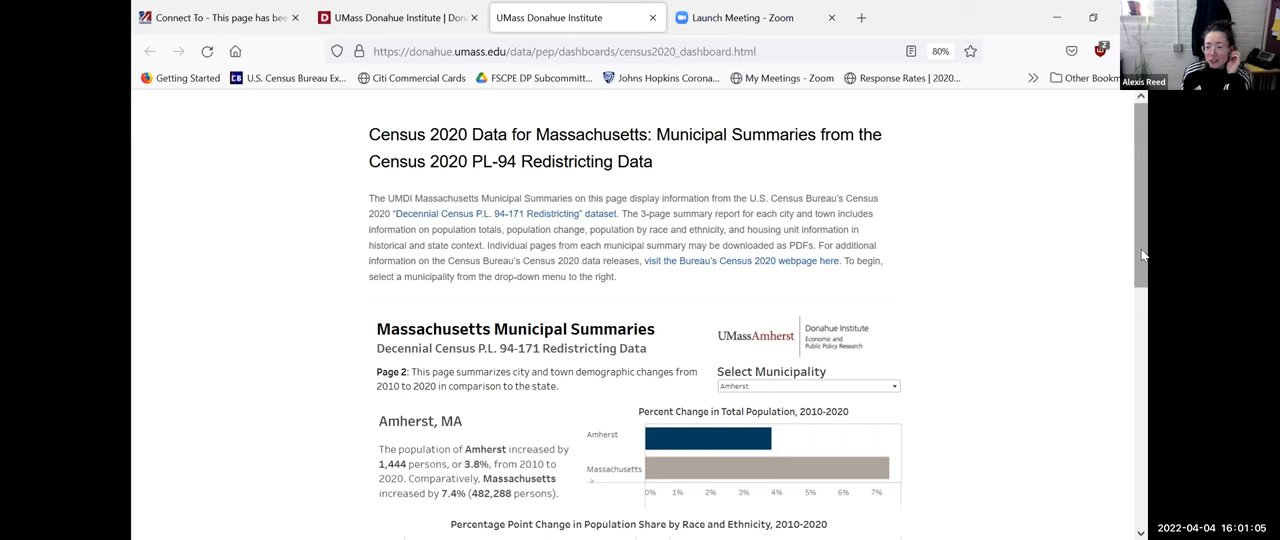 Connect To - This page has bee
UMass Donahue Institute | Don
UMass Donahue Institute
Launch Meeting - Zoom
https://donahue.umass.edu/data/pep/dashboards/census2020_dashboard.html
80%
2
Getting Started
U.S. Census Bureau Ex...
Citi Commercial Cards
FSCPE DP Subcommitt...
Johns Hopkins Corona...
My Meetings - Zoom
Response Rates | 2020...
Other Bookm
Alexis Reed
Census 2020 Data for Massachusetts: Municipal Summaries from the
Census 2020 PL-94 Redistricting Data
The UMDI Massachusetts Municipal Summaries on this page display information from the U.S. Census Bureau's Census
2020 "Decennial Census P.L. 94-171 Redistricting" dataset. The 3-page summary report for each city and town includes
information on population totals, population change, population by race and ethnicity, and housing unit information in
historical and state context. Individual pages from each municipal summary may be downloaded as PDFs. For additional
information on the Census Bureau's Census 2020 data releases, visit the Bureau's Census 2020 webpage here. To begin,
select a municipality from the drop-down menu to the right.
Massachusetts Municipal Summaries
Decennial Census P.L. 94-171 Redistricting Data
UMassAmherst
Donahue Institute
Economic and
Public Policy Research
Page 2: This page summarizes city and town demographic changes from
2010 to 2020 in comparison to the state.
Select Municipality
Amherst
Amherst, MA
The population of Amherst increased by
1,444 persons, or 3.8%, from 2010 to
2020. Comparatively, Massachusetts
increased by 7.4% (482,288 persons).
Percent Change in Total Population, 2010-2020
Amherst
Massachusetts
0% 1% 2% 3% 4% 5% 6% 7%
Percentage Point Change in Population Share by Race and Ethnicity, 2010-2020
2022-04-04 16:01:05